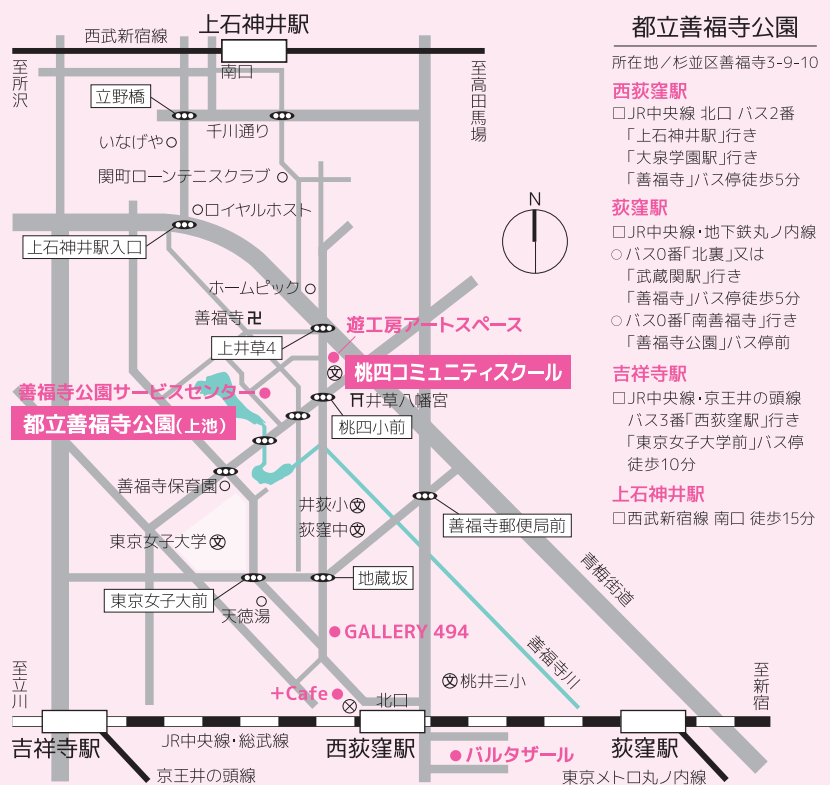 上石神井駅
西武新宿線
南口
至所沢
至高田馬場
立野橋
千川通り
いなげや
関町ローンテニスクラブ
ロイヤルホスト
上石神井駅入口
N
ホームピック
善福寺
遊工房アートスペース
上井草4
文
桃四コミュニティスクール
善福寺公園サービスセンター
都立善福寺公園(上池)
井草八幡宮
桃四小前
善福寺保育園
井荻小文
荻窪中文
善福寺郵便局前
東京女子大学文
地蔵坂
東京女子大前
天徳湯
青梅街道
GALLERY 494
善福寺川
至立川
+Cafe
北口
文桃井三小
至新宿
吉祥寺駅
JR中央線・総武線
西荻窪駅
荻窪駅
バルタザール
京王井の頭線
東京メトロ丸ノ内線
都立善福寺公園
所在地/杉並区善福寺3-9-10
西荻窪駅
□JR中央線 北口 バス2番
「上石神井駅」行き
「大泉学園駅」行き
「善福寺」バス停徒歩5分
荻窪駅
□JR中央線・地下鉄丸ノ内線
○バス0番「北裏」又は
「武蔵関駅」行き
「善福寺」バス停徒歩5分
○バス0番「南善福寺」行き
「善福寺公園」バス停前
吉祥寺駅
□JR中央線・京王井の頭線
バス3番「西荻窪駅」行き
「東京女子大学前」バス停
徒歩10分
上石神井駅
□西武新宿線 南口 徒歩15分